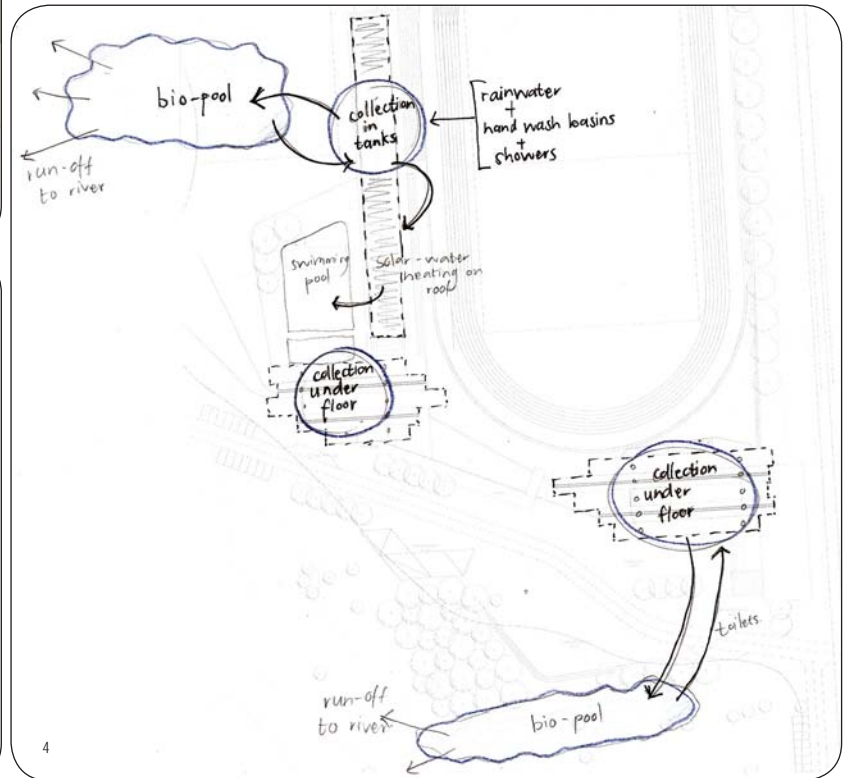 bio-pool
collection
in
tanks
rainwater
+
hand wash basins
+
showers
run-off
to river
swimming
pool
solar-water
heating on
roof
collection
under
floor
collection
under
floor
toilets
run-off
to river
bio-pool
4